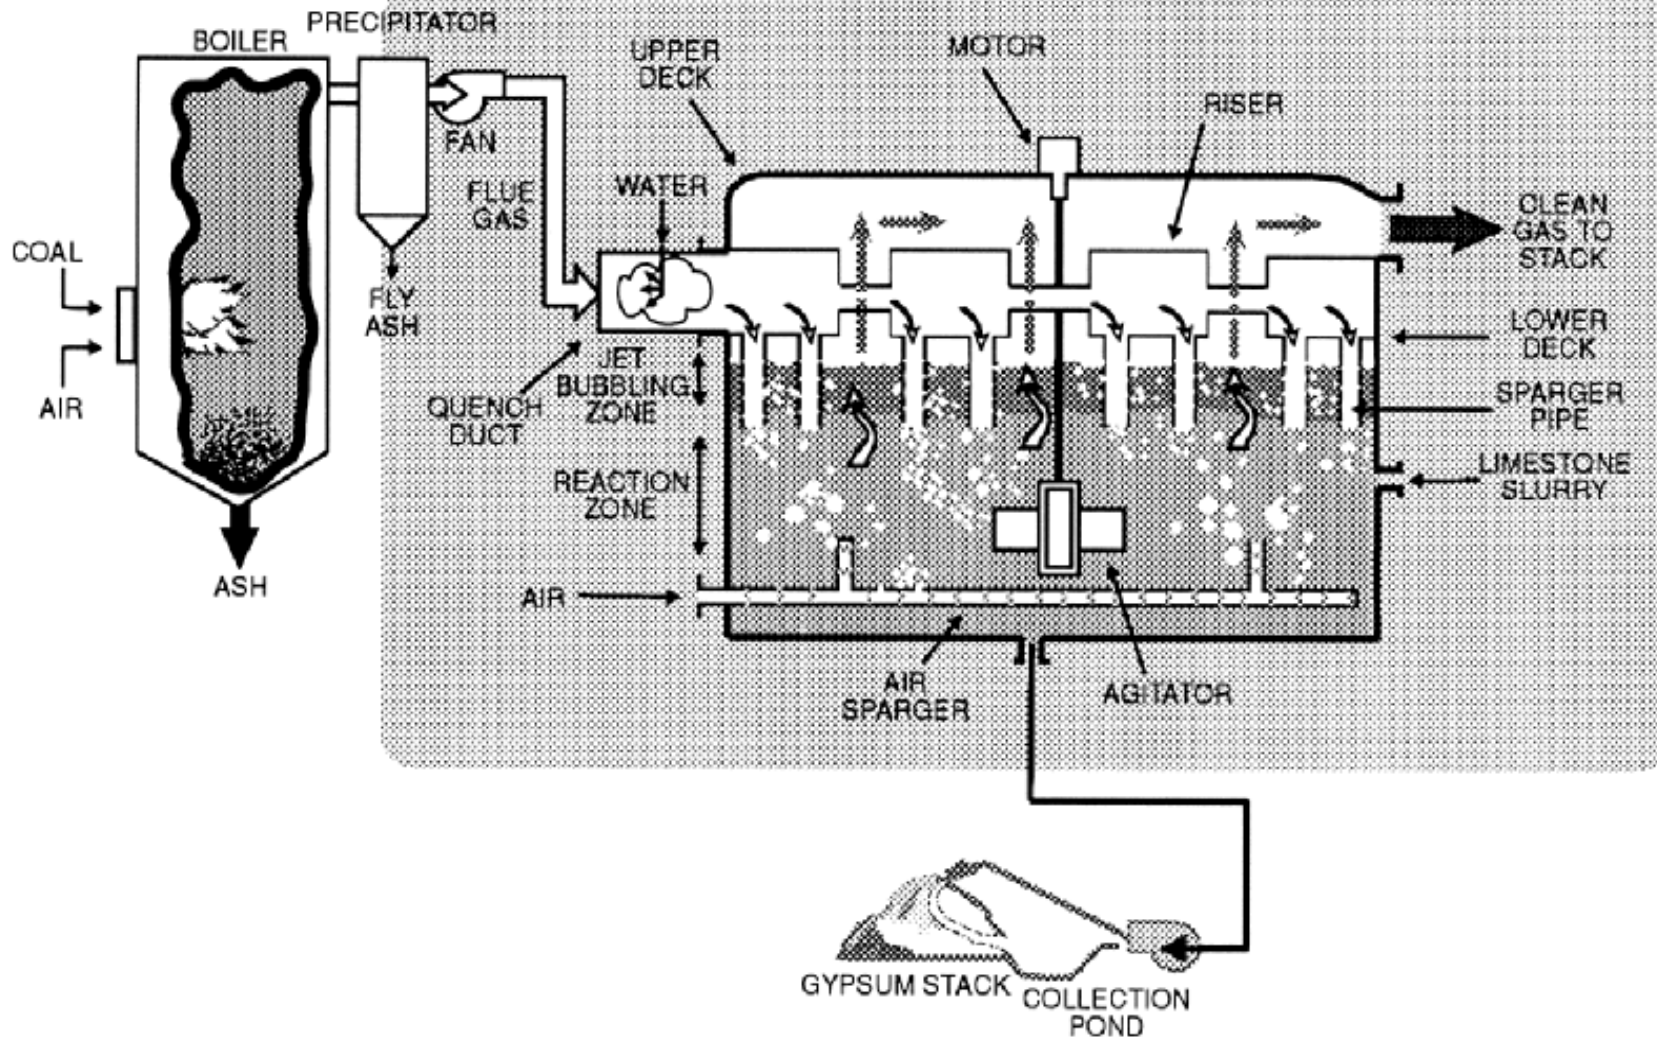 PRECIPITATOR
BOILER
UPPER
DECK
MOTOR
RISER
FAN
FLUE
GAS
WATER
CLEAN
GAS TO
STACK
COAL
FLY
ASH
AIR
JET
BUBBLING
ZONE
QUENCH
DUCT
LOWER
DECK
SPARGER
PIPE
REACTION
ZONE
LIMESTONE
SLURRY
ASH
AIR
AIR
SPARGER
AGITATOR
GYPSUM STACK
COLLECTION
POND